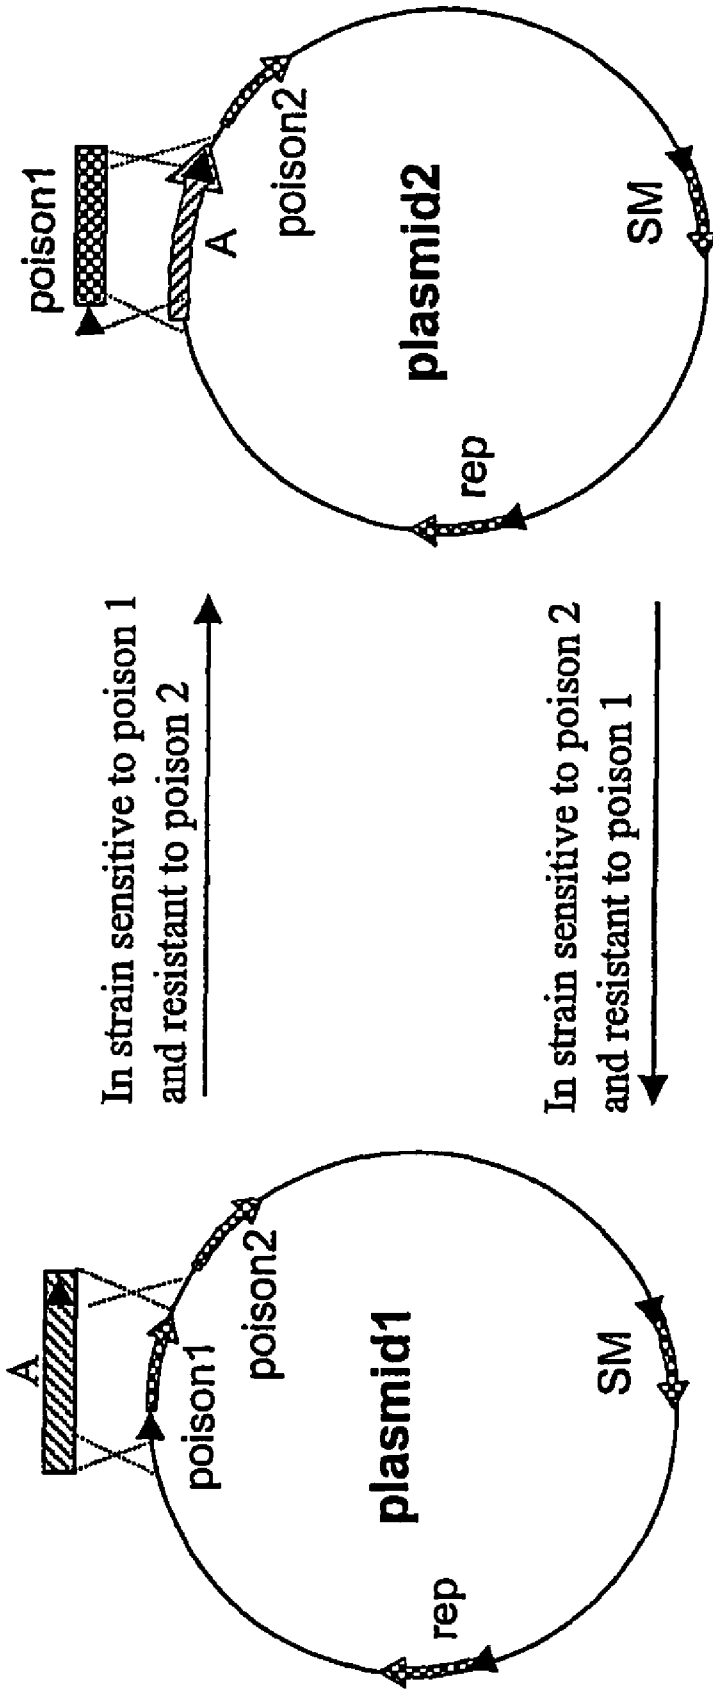 A
poison1
poison2
plasmid1
SM
rep
In strain sensitive to poison 1
and resistant to poison 2
In strain sensitive to poison 2
and resistant to poison 1
poison1
A
poison2
plasmid2
SM
rep